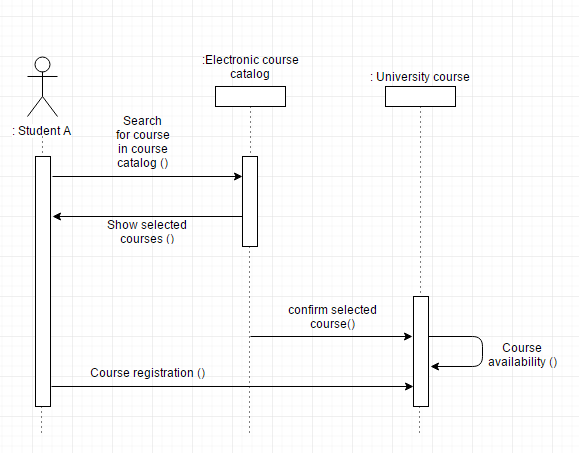 :Electronic course
catalog
: University course
: Student A
Search
for course
in course
catalog ()
Show selected
courses ()
confirm selected
course()
Course
availability ()
Course registration ()